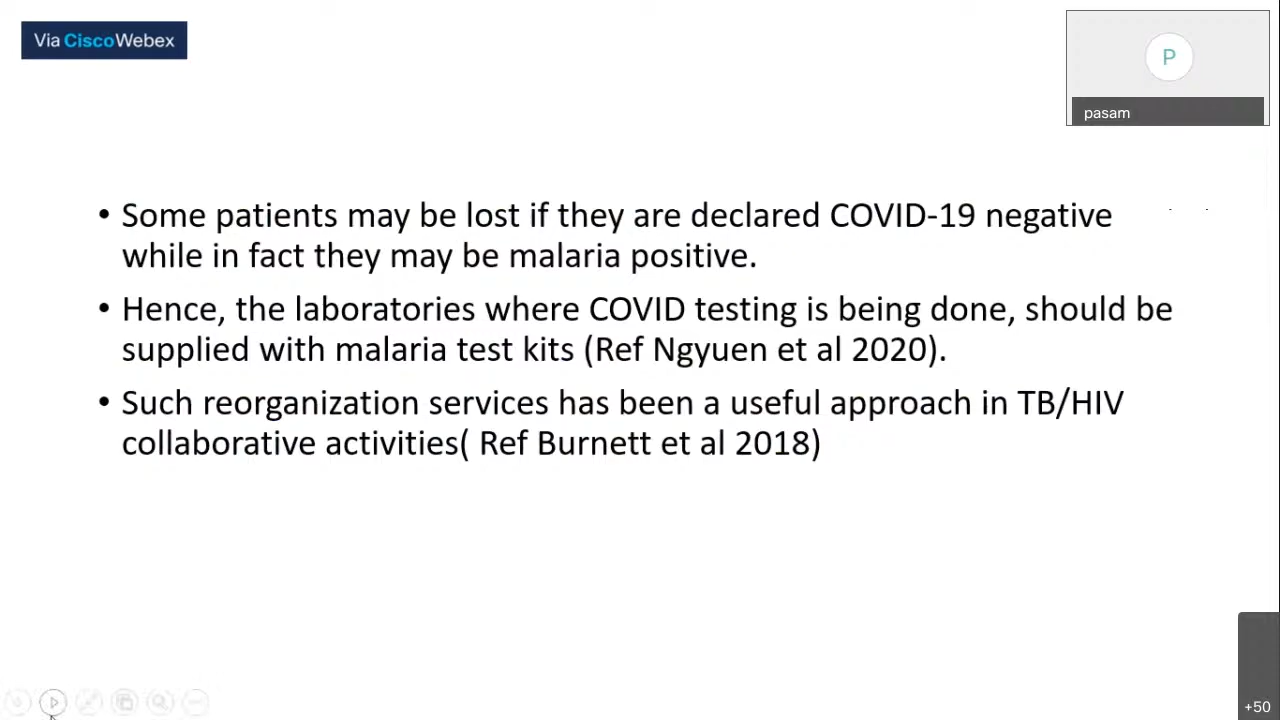 Via CiscoWebex
P
pasam
• Some patients may be lost if they are declared COVID-19 negative
while in fact they may be malaria positive.
• Hence, the laboratories where COVID testing is being done, should be
supplied with malaria test kits (Ref Ngyuen et al 2020).
• Such reorganization services has been a useful approach in TB/HIV
collaborative activities( Ref Burnett et al 2018)
+50